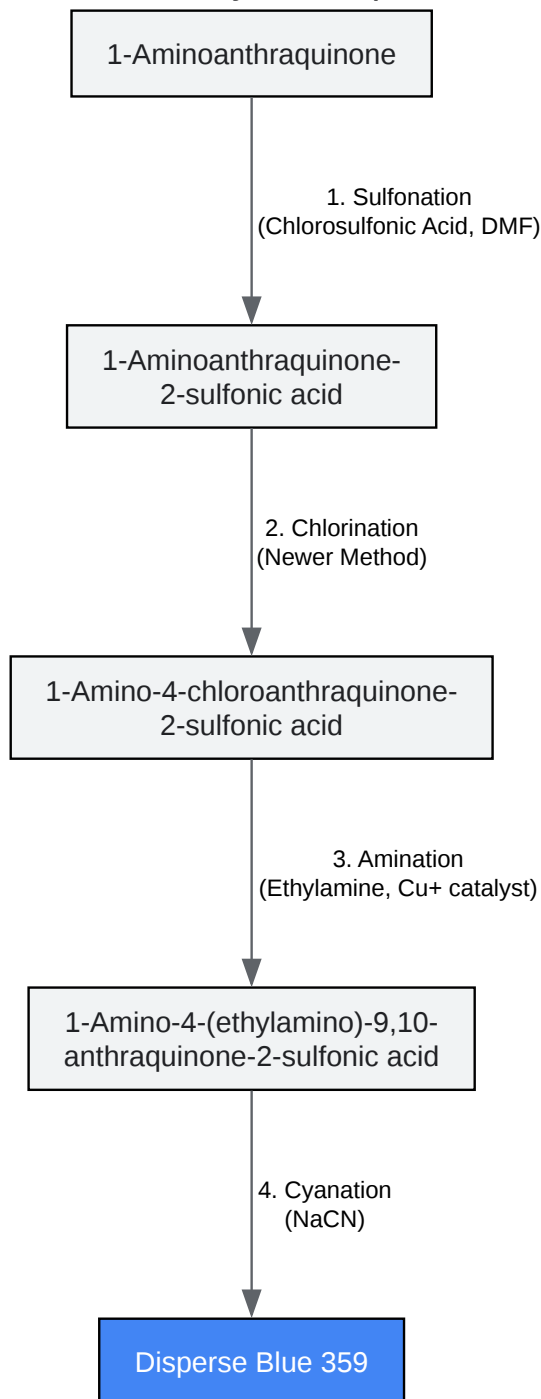 1-Aminoanthraquinone
1. Sulfonation
(Chlorosulfonic Acid, DMF)
1-Aminoanthraquinone-
2-sulfonic acid
2. Chlorination
(Newer Method)
1-Amino-4-chloroanthraquinone-
2-sulfonic acid
3. Amination
(Ethylamine, Cu+ catalyst)
1-Amino-4-(ethylamino)-9,10-
anthraquinone-2-sulfonic acid
4. Cyanation
(NaCN)
Disperse Blue 359